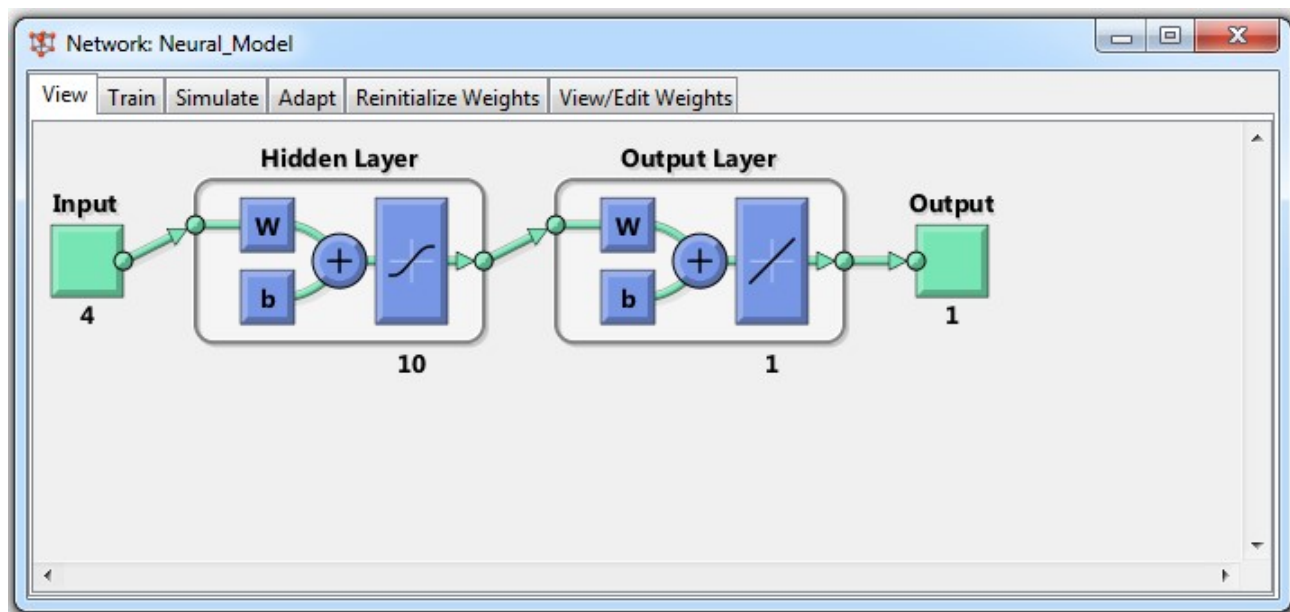 Network: Neural_Model
View Train Simulate Adapt Reinitialize Weights View/Edit Weights
Hidden Layer Output Layer
Input Output
W W
+ +
b b
4 1
10 1